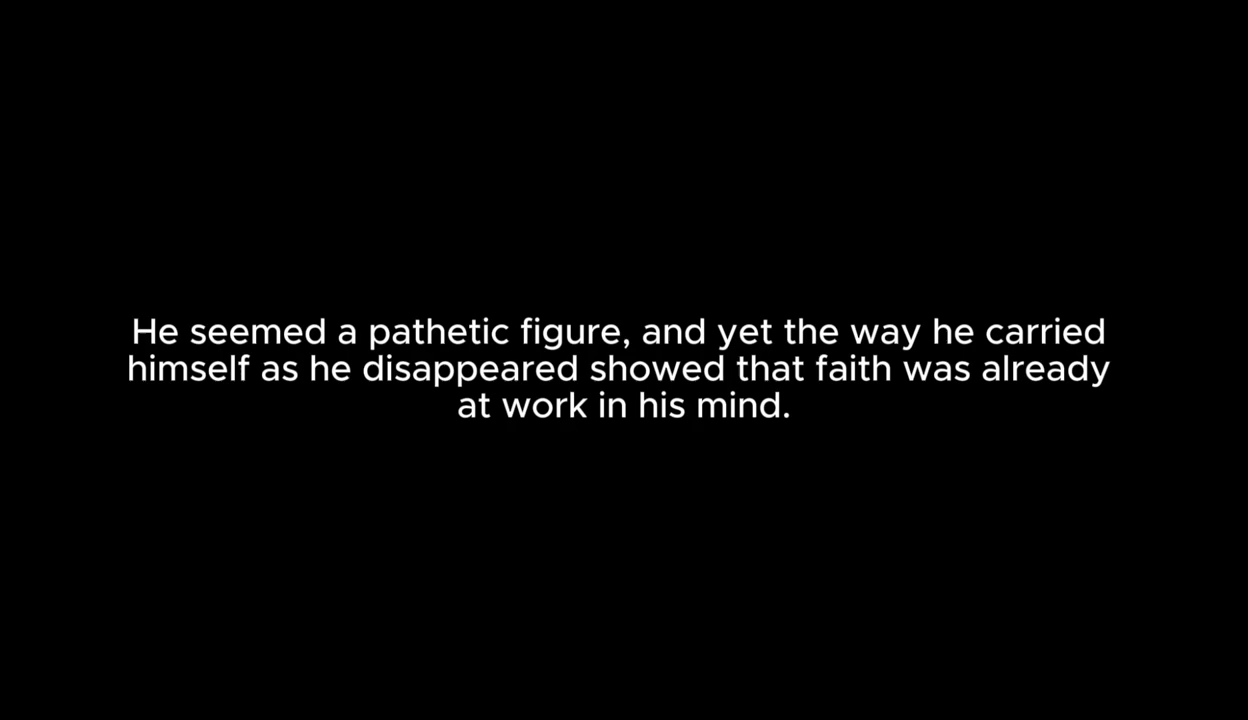 He seemed a pathetic figure, and yet the way he carried
himself as he disappeared showed that faith was already
at work in his mind.